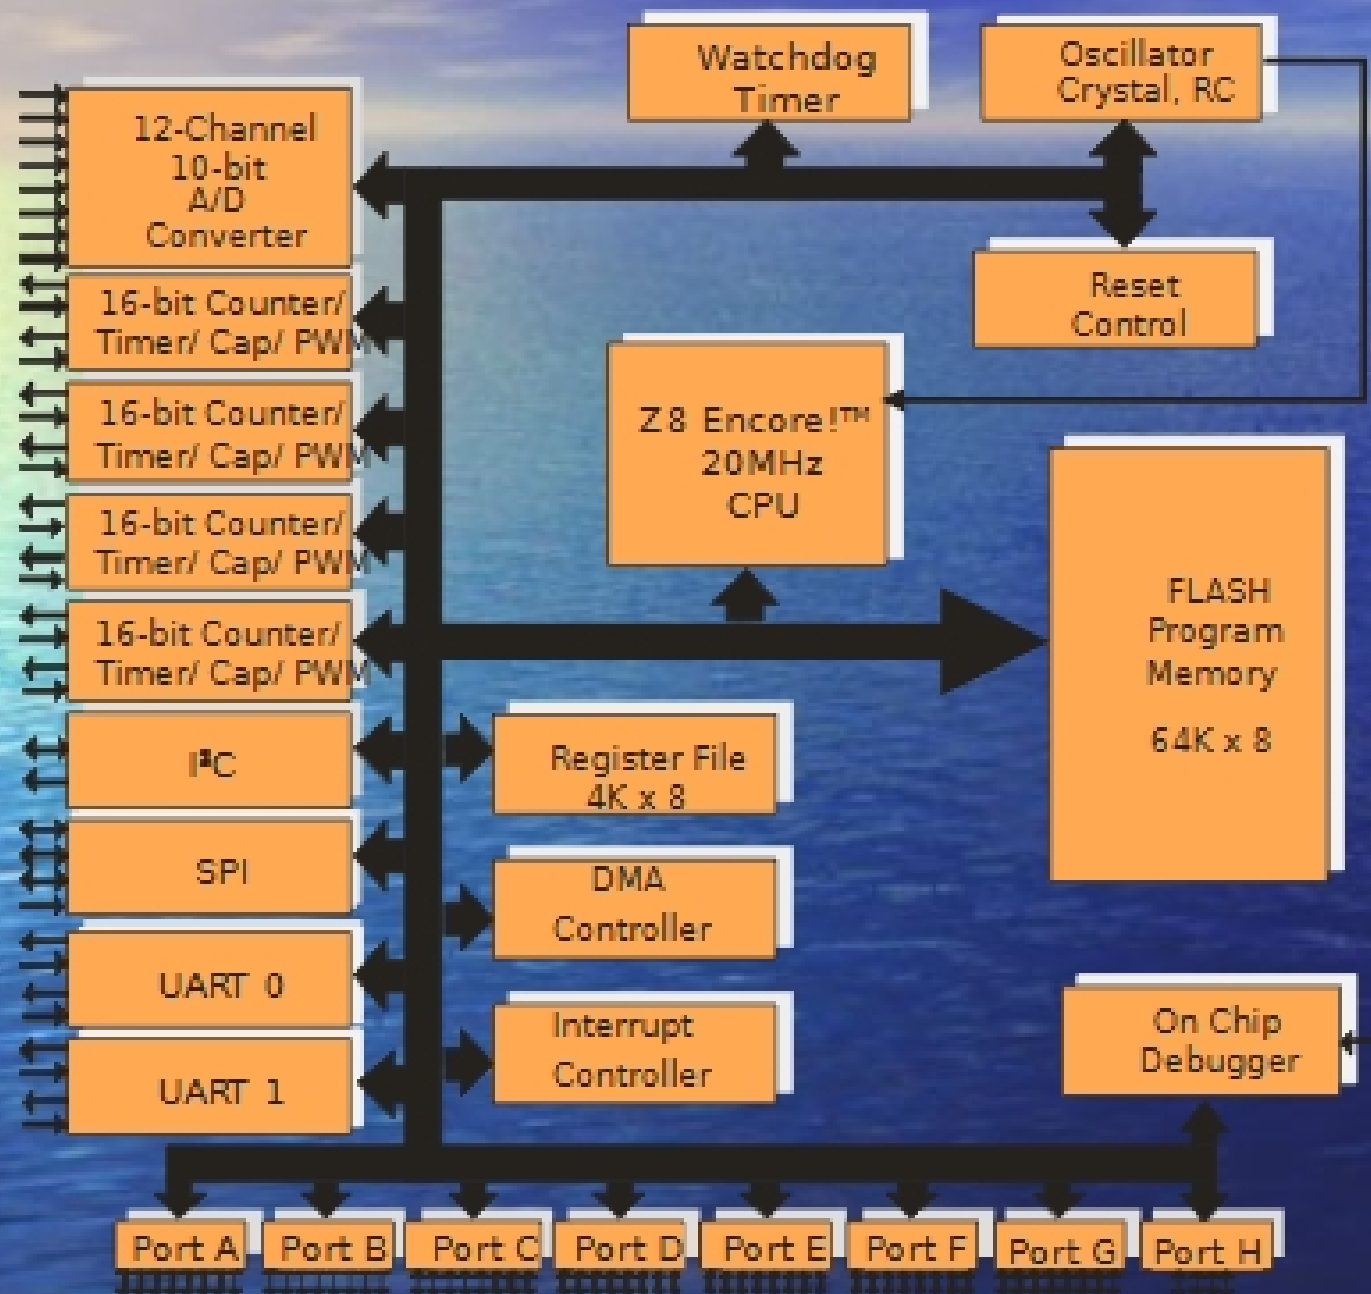 Watchdog
Timer
Oscillator
Crystal, RC
12-Channel
10-bit
A/D
Converter
16-bit Counter/
Timer/ Cap/ PWM
Reset
Control
16-bit Counter/
Timer/ Cap/ PWM
Z8 Encore!™
20MHz
CPU
16-bit Counter/
Timer/ Cap/ PWM
16-bit Counter/
Timer/ Cap/ PWM
FLASH
Program
Memory
64K x 8
I²C
Register File
4K x 8
SPI
DMA
Controller
UART 0
Interrupt
Controller
On Chip
Debugger
UART 1
Port A
Port B
Port C
Port D
Port E
Port F
Port G
Port H